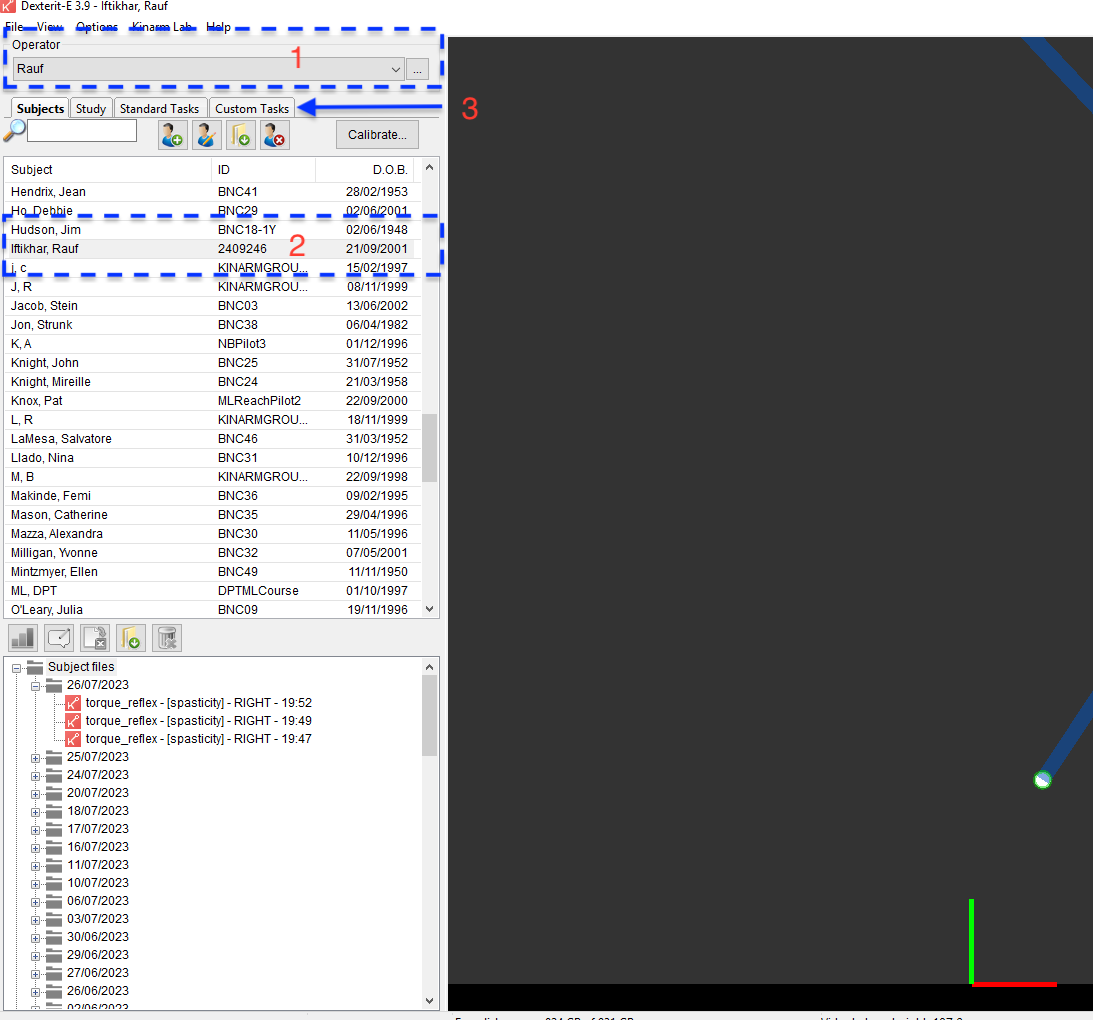 Dexterit-E 3.9 - Iftikhar, Rauf
File View Options Kinarm Lab Help
Operator
1
Rauf ...
Subjects Study Standard Tasks Custom Tasks
3
Calibrate...
Subject ID D.O.B.
Hendrix, Jean BNC41 28/02/1953
Ho, Debbie BNC29 02/06/2001
Hudson, Jim BNC18-1Y 02/06/1948
2
Iftikhar, Rauf 2409246 21/09/2001
i, c KINARMGROU... 15/02/1997
J, R KINARMGROU... 08/11/1999
Jacob, Stein BNC03 13/06/2002
Jon, Strunk BNC38 06/04/1982
K, A NBPilot3 01/12/1996
Knight, John BNC25 31/07/1952
Knight, Mireille BNC24 21/03/1958
Knox, Pat MLReachPilot2 22/09/2000
L, R KINARMGROU... 18/11/1999
LaMesa, Salvatore BNC46 31/03/1952
Llado, Nina BNC31 10/12/1996
M, B KINARMGROU... 22/09/1998
Makinde, Femi BNC36 09/02/1995
Mason, Catherine BNC35 29/04/1996
Mazza, Alexandra BNC30 11/05/1996
Milligan, Yvonne BNC32 07/05/2001
Mintzmyer, Ellen BNC49 11/11/1950
ML, DPT DPTMLCourse 01/10/1997
O'Leary, Julia BNC09 19/11/1996
Subject files
26/07/2023
torque_reflex - [spasticity] - RIGHT - 19:52
torque_reflex - [spasticity] - RIGHT - 19:49
torque_reflex - [spasticity] - RIGHT - 19:47
25/07/2023
24/07/2023
20/07/2023
18/07/2023
17/07/2023
16/07/2023
11/07/2023
10/07/2023
06/07/2023
03/07/2023
30/06/2023
29/06/2023
27/06/2023
26/06/2023
02/06/2023